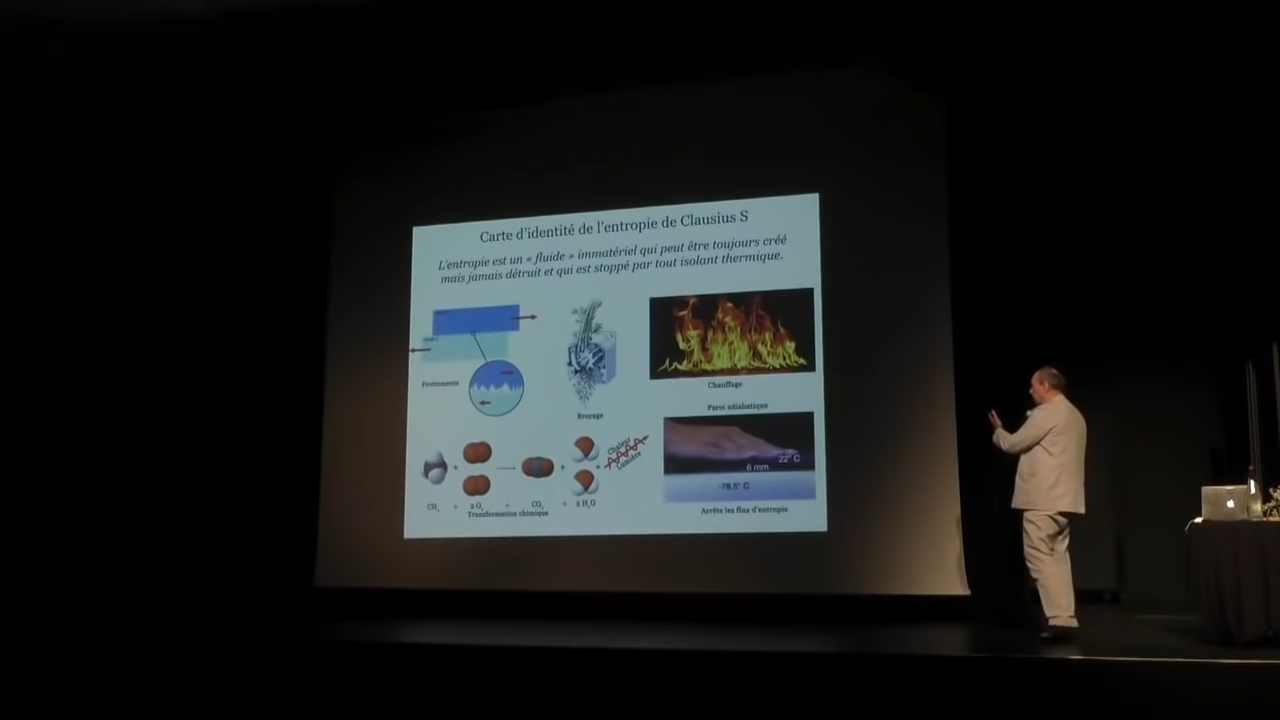 Carte d'identité de l'entropie de Clausius S
L'entropie est un « fluide » immatériel qui peut être toujours créé
mais jamais détruit et qui est stoppé par tout isolant thermique.
Frottements
Broyage
Chauffage
Paroi adiabatique
22° C
6 mm
-78.5° C
Arrête les flux d'entropie
Chaleur
Lumière
CH₄ + 2 O₂ = CO₂ + 2 H₂O
Transformation chimique